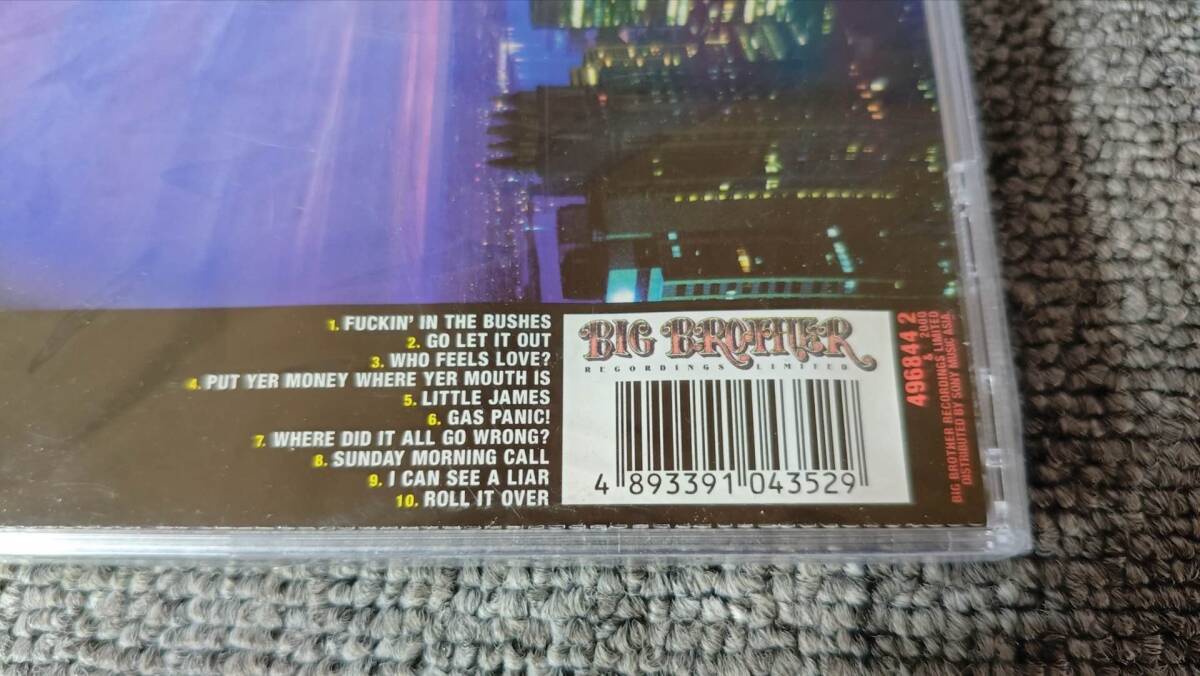 1. FUCKIN' IN THE BUSHES
2. GO LET IT OUT
3. WHO FEELS LOVE?
4. PUT YER MONEY WHERE YER MOUTH IS
5. LITTLE JAMES
6. GAS PANIC!
7. WHERE DID IT ALL GO WRONG?
8. SUNDAY MORNING CALL
9. I CAN SEE A LIAR
10. ROLL IT OVER
BIG BROTHER
RECORDINGS LIMITED
4 893391 043529
496844 2
& 2000
BIG BROTHER RECORDINGS LIMITED
DISTRIBUTED BY SONY MUSIC ASIA.